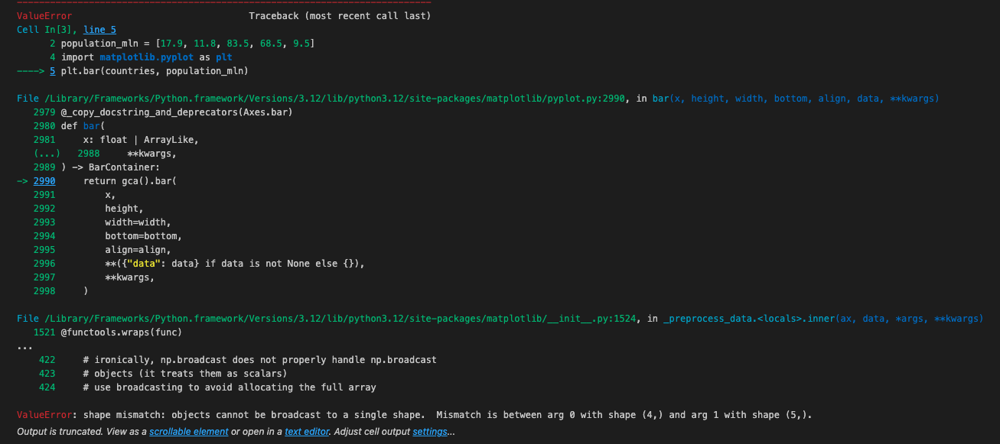 ---------------------------------------------------------------------------
ValueError                                Traceback (most recent call last)
Cell In[3], line 5
      2 population_mln = [17.9, 11.8, 83.5, 68.5, 9.5]
      4 import matplotlib.pyplot as plt
----> 5 plt.bar(countries, population_mln)
File /Library/Frameworks/Python.framework/Versions/3.12/lib/python3.12/site-packages/matplotlib/pyplot.py:2990, in bar(x, height, width, bottom, align, data, **kwargs)
   2979 @_copy_docstring_and_deprecators(Axes.bar)
   2980 def bar(
   2981     x: float | ArrayLike,
   (...)   2988     **kwargs,
   2989 ) -> BarContainer:
-> 2990     return gca().bar(
   2991         x,
   2992         height,
   2993         width=width,
   2994         bottom=bottom,
   2995         align=align,
   2996         **({"data": data} if data is not None else {}),
   2997         **kwargs,
   2998     )
File /Library/Frameworks/Python.framework/Versions/3.12/lib/python3.12/site-packages/matplotlib/__init__.py:1524, in _preprocess_data.<locals>.inner(ax, data, *args, **kwargs)
   1521 @functools.wraps(func)
...
    422     # ironically, np.broadcast does not properly handle np.broadcast
    423     # objects (it treats them as scalars)
    424     # use broadcasting to avoid allocating the full array
ValueError: shape mismatch: objects cannot be broadcast to a single shape.  Mismatch is between arg 0 with shape (4,) and arg 1 with shape (5,).
Output is truncated. View as a scrollable element or open in a text editor. Adjust cell output settings...